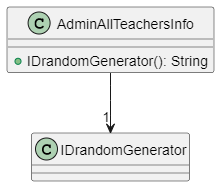 C AdminAllTeachersInfo
IDrandomGenerator(): String
1
C IDrandomGenerator